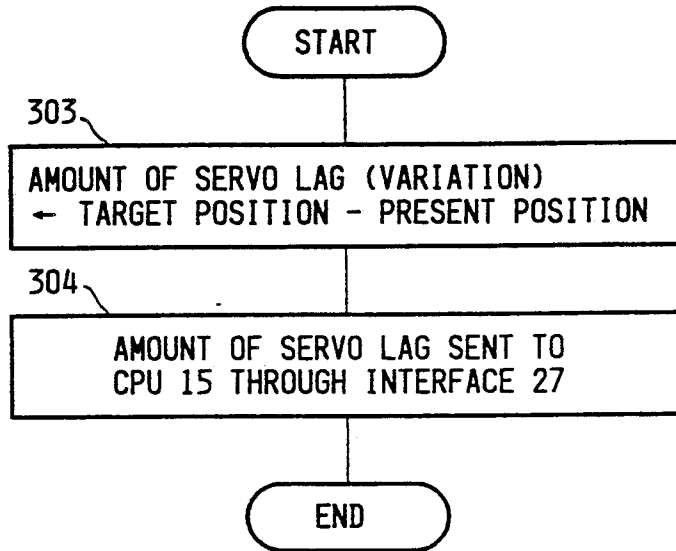 START
303
AMOUNT OF SERVO LAG (VARIATION)
← TARGET POSITION - PRESENT POSITION
304
AMOUNT OF SERVO LAG SENT TO
CPU 15 THROUGH INTERFACE 27
END